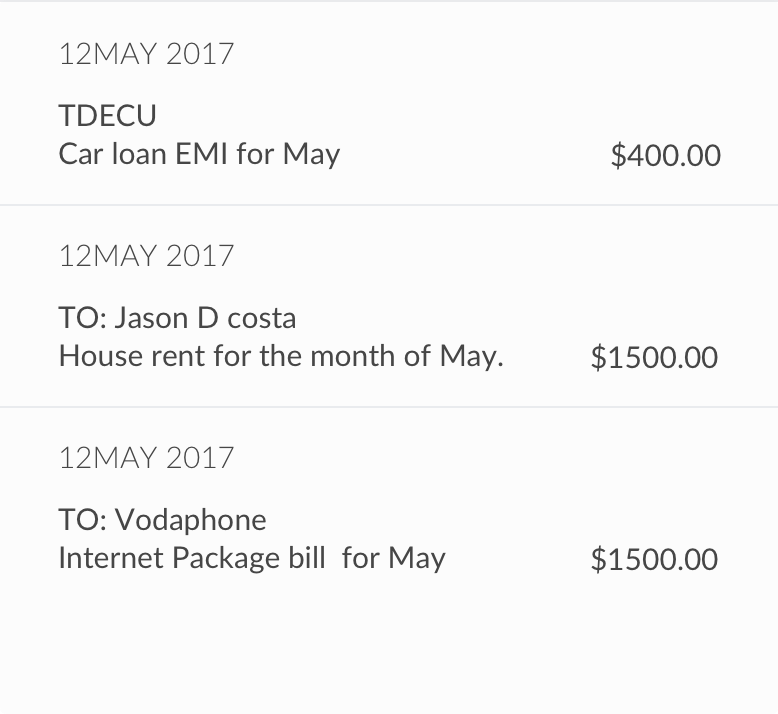 12MAY 2017
TDECU
Car loan EMI for May
$400.00
12MAY 2017
TO: Jason D costa
House rent for the month of May.
$1500.00
12MAY 2017
TO: Vodaphone
Internet Package bill  for May
$1500.00